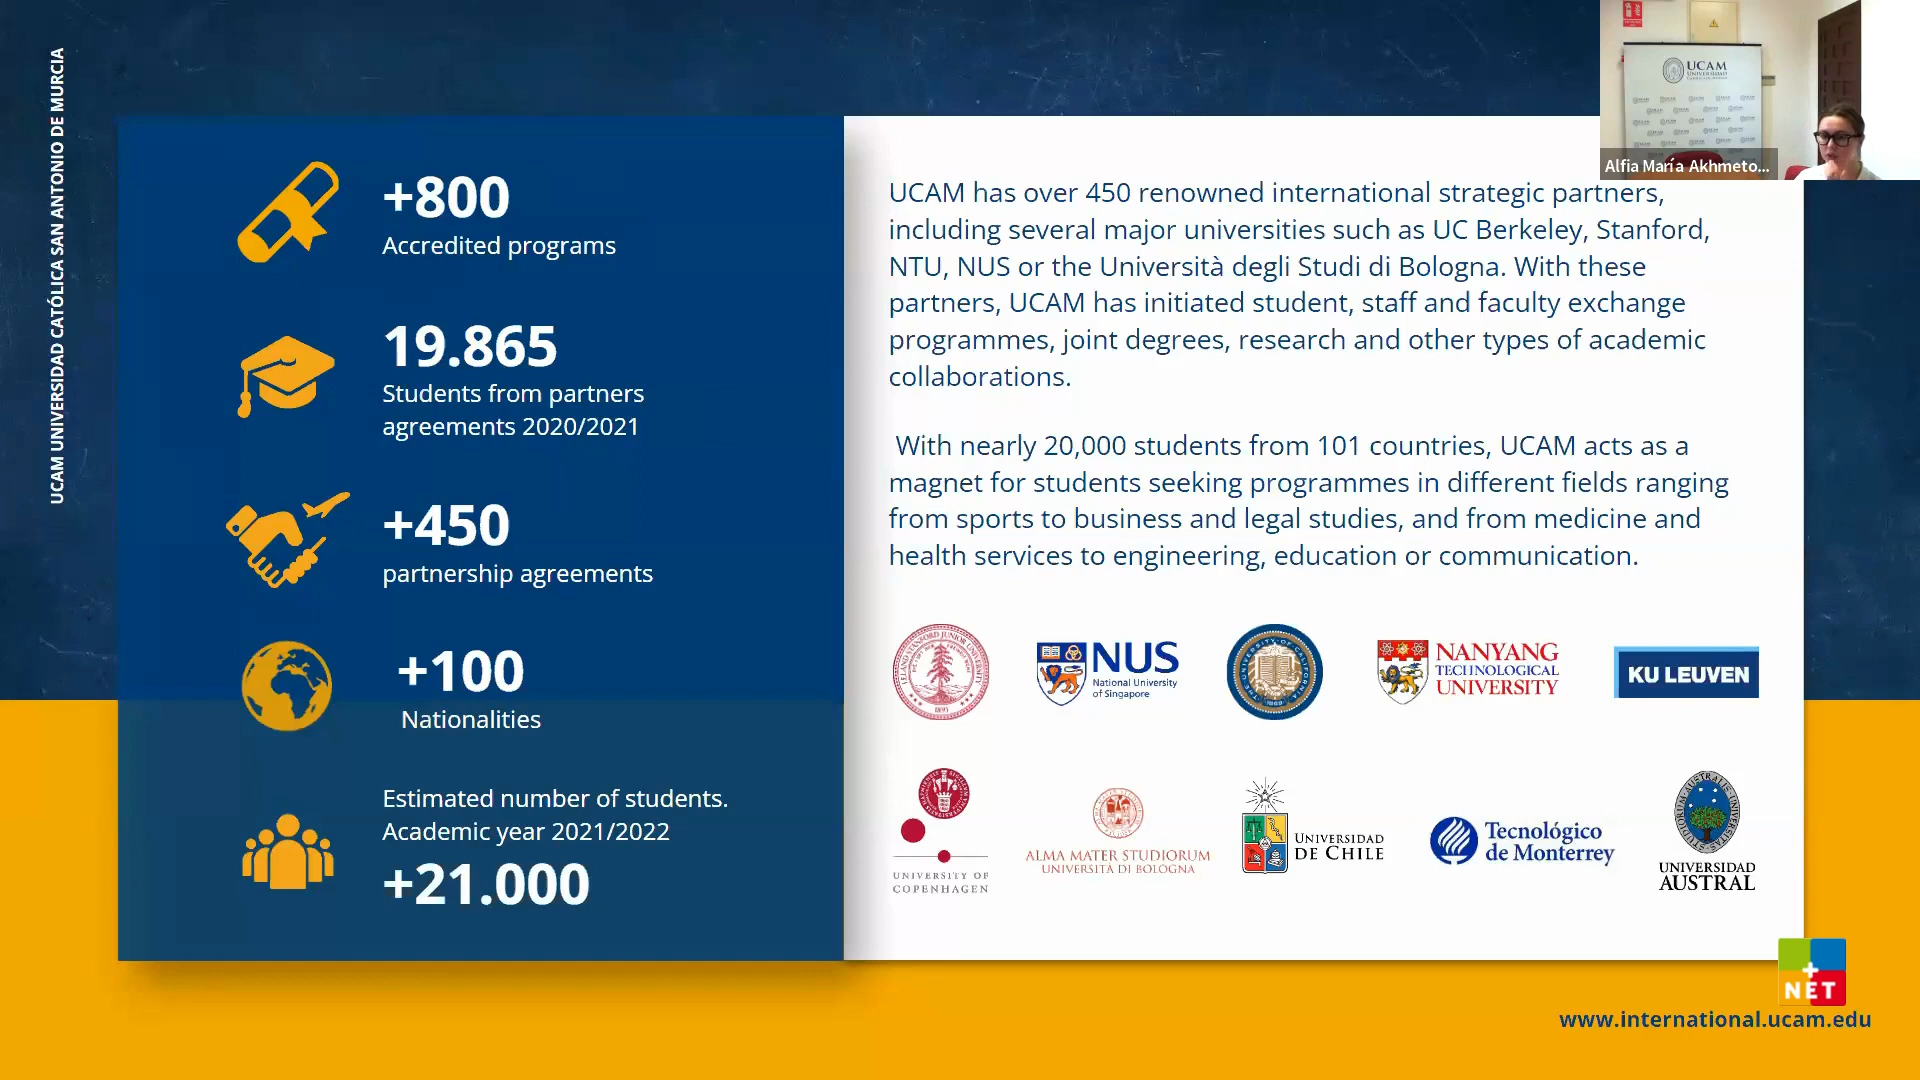 UCAM UNIVERSIDAD CATÓLICA SAN ANTONIO DE MURCIA
+800
Accredited programs
19.865
Students from partners
agreements 2020/2021
+450
partnership agreements
+100
Nationalities
Estimated number of students.
Academic year 2021/2022
+21.000
UCAM
UNIVERSIDAD
Alfia María Akhmeto...
UCAM has over 450 renowned international strategic partners,
including several major universities such as UC Berkeley, Stanford,
NTU, NUS or the Università degli Studi di Bologna. With these
partners, UCAM has initiated student, staff and faculty exchange
programmes, joint degrees, research and other types of academic
collaborations.
With nearly 20,000 students from 101 countries, UCAM acts as a
magnet for students seeking programmes in different fields ranging
from sports to business and legal studies, and from medicine and
health services to engineering, education or communication.
NUS
National University
of Singapore
NANYANG
TECHNOLOGICAL
UNIVERSITY
KU LEUVEN
UNIVERSITY OF
COPENHAGEN
ALMA MATER STUDIORUM
UNIVERSITÀ DI BOLOGNA
UNIVERSIDAD
DE CHILE
Tecnológico
de Monterrey
UNIVERSIDAD
AUSTRAL
+
NET
www.international.ucam.edu